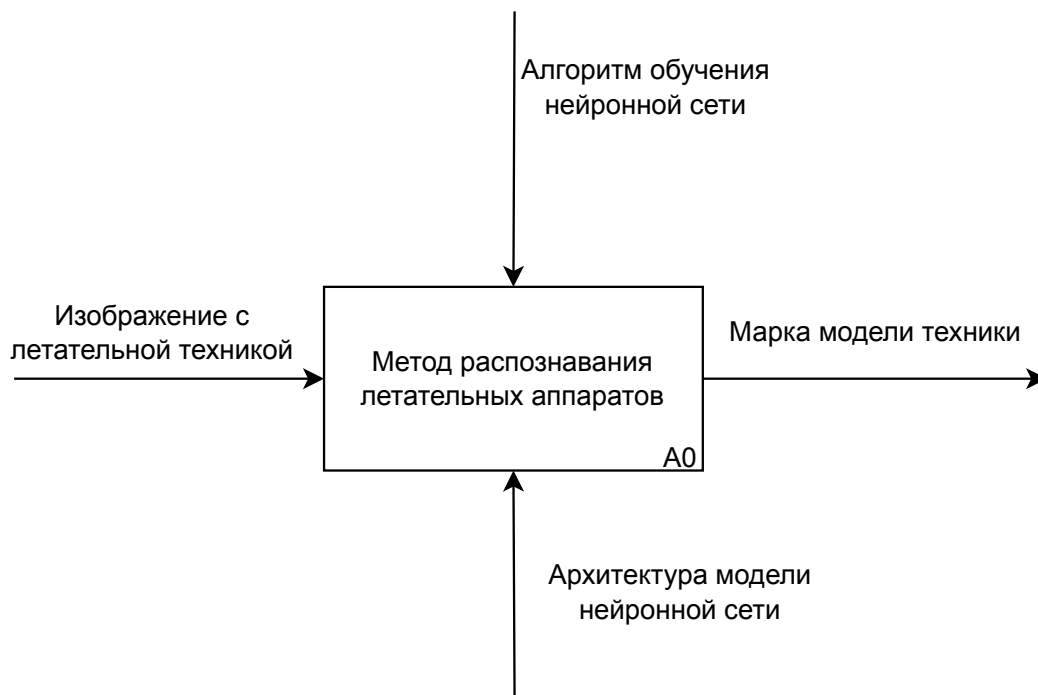 Алгоритм обучения
нейронной сети
Изображение с
летательной техникой
Метод распознавания
летательных аппаратов
A0
Марка модели техники
Архитектура модели
нейронной сети